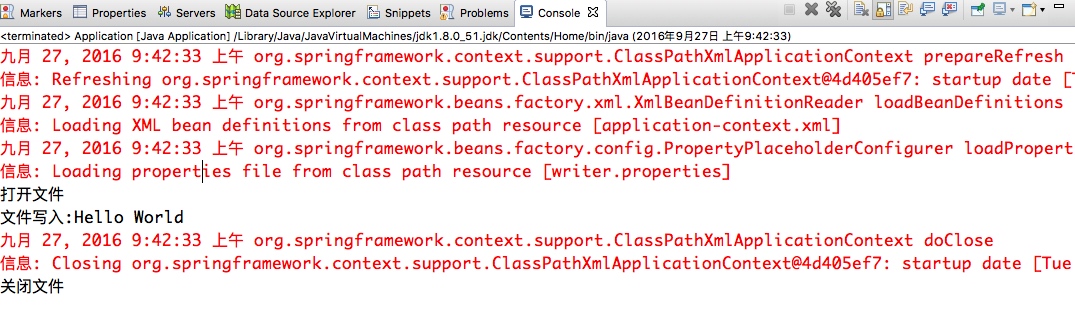 Markers Properties Servers Data Source Explorer Snippets Problems Console
<terminated> Application [Java Application] /Library/Java/JavaVirtualMachines/jdk1.8.0_51.jdk/Contents/Home/bin/java (2016年9月27日 上午9:42:33)
九月 27, 2016 9:42:33 上午 org.springframework.context.support.ClassPathXmlApplicationContext prepareRefresh
信息: Refreshing org.springframework.context.support.ClassPathXmlApplicationContext@4d405ef7: startup date [T
九月 27, 2016 9:42:33 上午 org.springframework.beans.factory.xml.XmlBeanDefinitionReader loadBeanDefinitions
信息: Loading XML bean definitions from class path resource [application-context.xml]
九月 27, 2016 9:42:33 上午 org.springframework.beans.factory.config.PropertyPlaceholderConfigurer loadPropert
信息: Loading properties file from class path resource [writer.properties]
打开文件
文件写入:Hello World
九月 27, 2016 9:42:33 上午 org.springframework.context.support.ClassPathXmlApplicationContext doClose
信息: Closing org.springframework.context.support.ClassPathXmlApplicationContext@4d405ef7: startup date [Tue
关闭文件